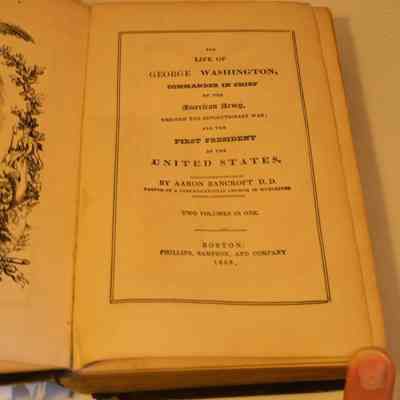 THE
LIFE OF
GEORGE WASHINGTON,
COMMANDER IN CHIEF
OF THE
American Army,
THROUGH THE REVOLUTIONARY WAR;
AND THE
FIRST PRESIDENT
OF THE
UNITED STATES.
BY AARON BANCROFT D.D.
PASTOR OF A CONGREGATIONAL CHURCH IN WORCESTER
TWO VOLUMES IN ONE.
BOSTON:
PHILLIPS, SAMPSON, AND COMPANY